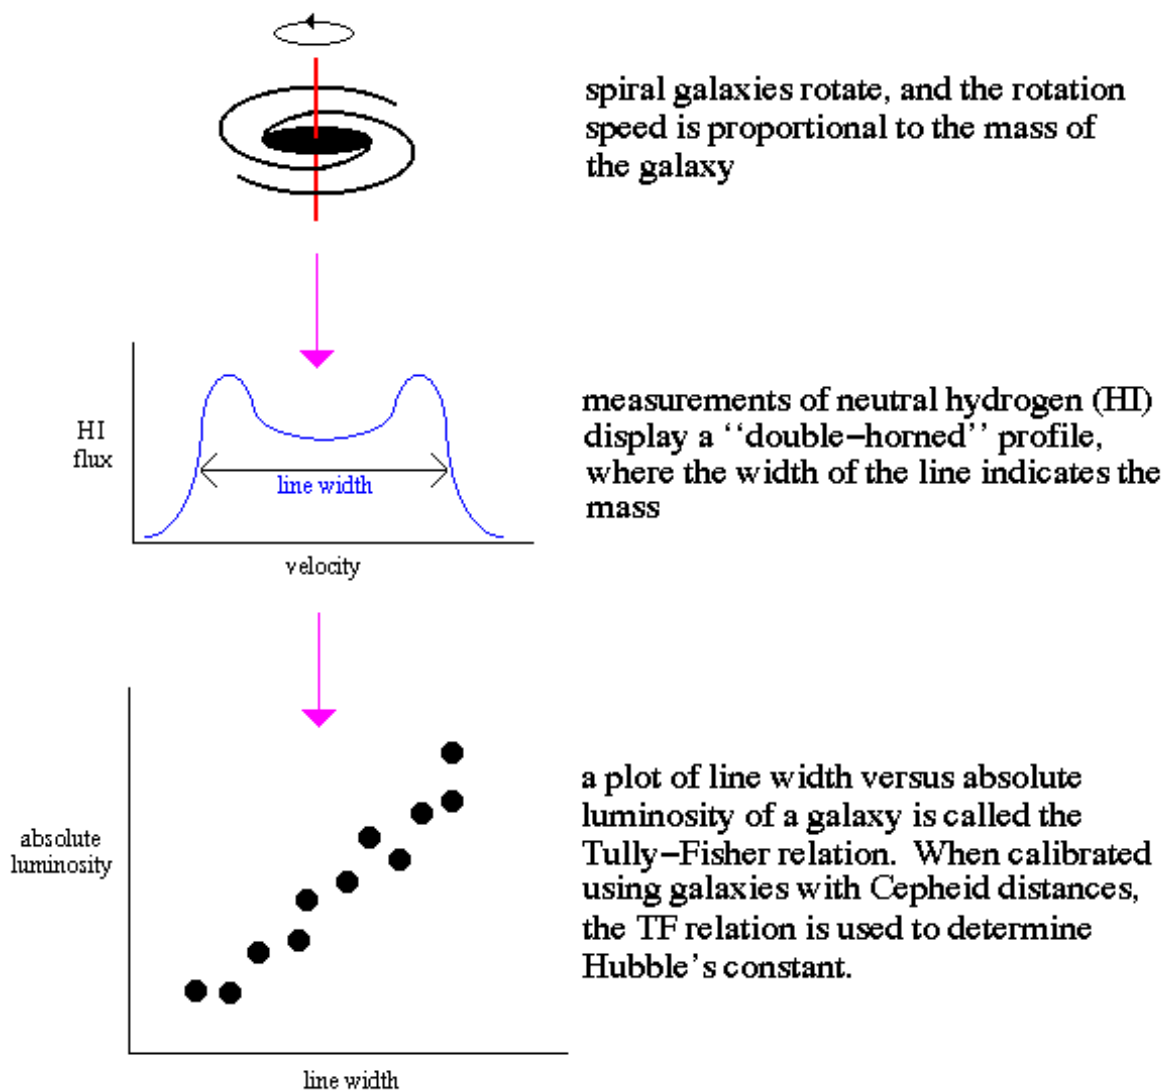 spiral galaxies rotate, and the rotation
speed is proportional to the mass of
the galaxy
HI
flux
line width
velocity
measurements of neutral hydrogen (HI)
display a ‘‘double−horned’’ profile,
where the width of the line indicates the
mass
absolute
luminosity
line width
a plot of line width versus absolute
luminosity of a galaxy is called the
Tully−Fisher relation.  When calibrated
using galaxies with Cepheid distances,
the TF relation is used to determine
Hubble’s constant.